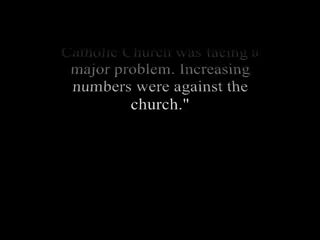 Catholic Church was facing a
major problem. Increasing
numbers were against the
church."